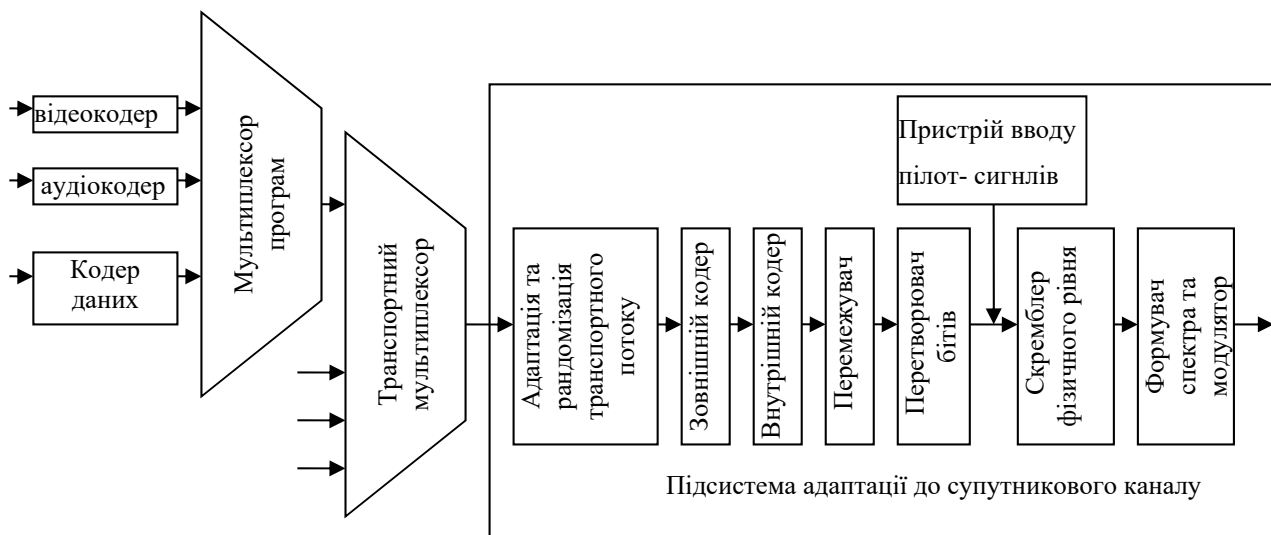 відеокодер
аудіокодер
Кодер
даних
Мультиплексор
програм
Транспортний
мультиплексор
Адаптація та
рандомізація
транспортного
потоку
Зовнішній кодер
Внутрішній кодер
Перемежувач
Перетворювач
бітів
Пристрій вводу
пілот- сигнлів
Скремблер
фізичного рівня
Формувач
спектра та
модулятор
Підсистема адаптації до супутникового каналу